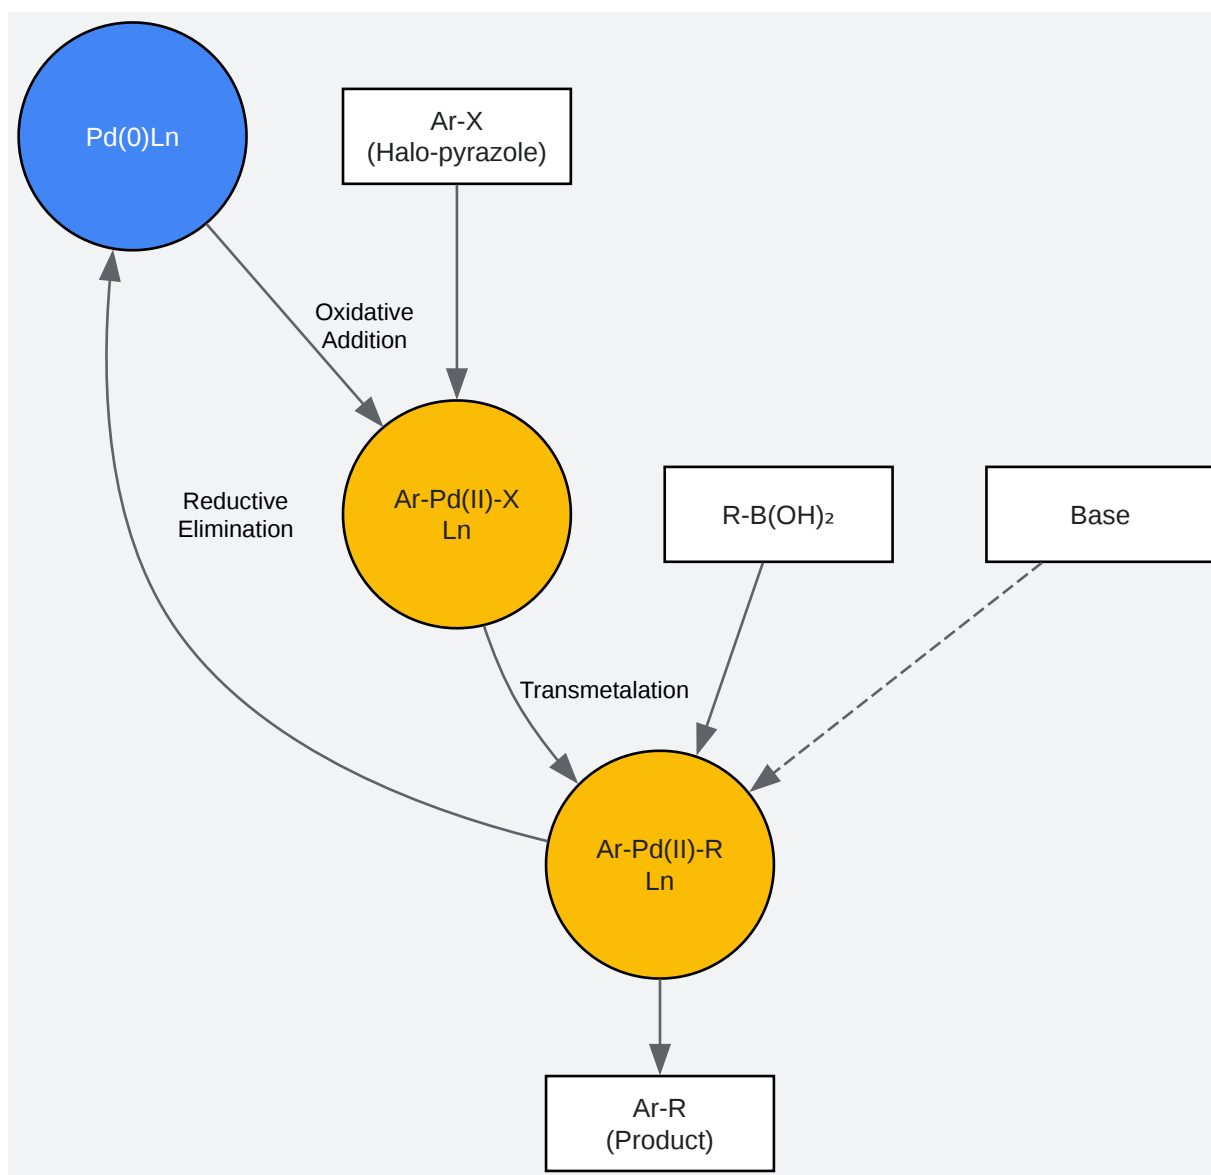 Pd(0)Ln
Ar-X
(Halo-pyrazole)
Oxidative
Addition
Reductive
Elimination
Ar-Pd(II)-X
Ln
R-B(OH)₂
Base
Transmetalation
Ar-Pd(II)-R
Ln
Ar-R
(Product)